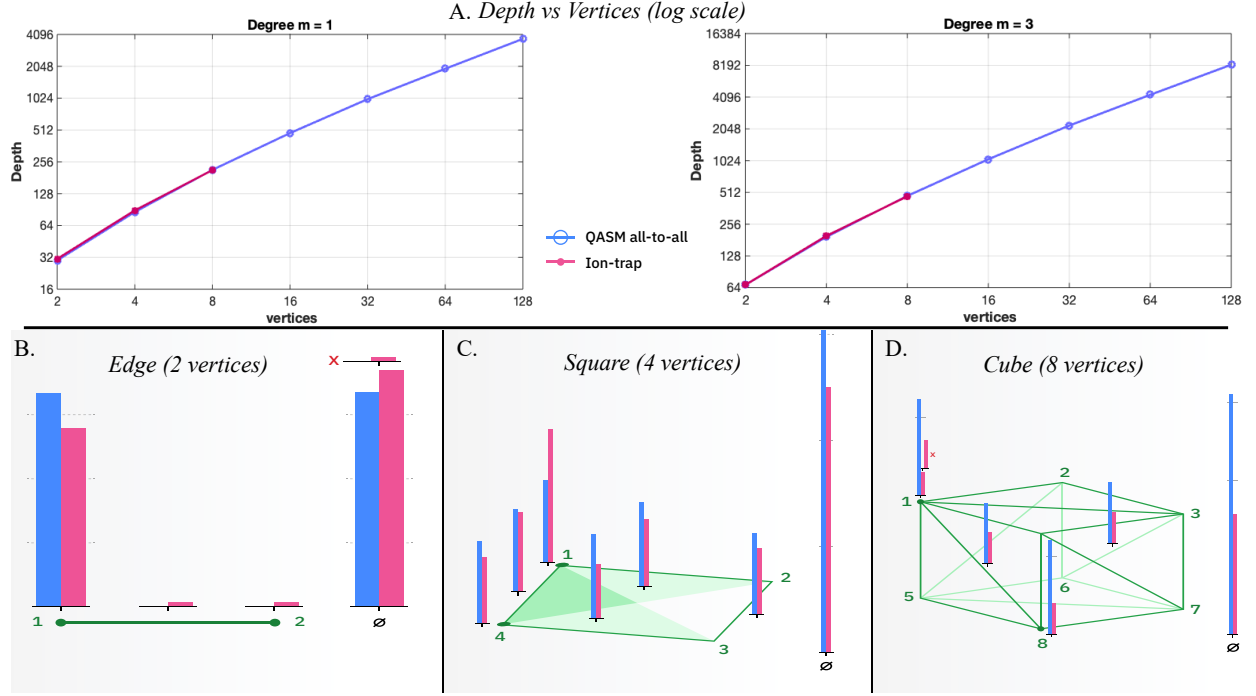 A. Depth vs Vertices (log scale)
Degree m = 1
4096
2048
1024
512
256
128
64
32
16
Depth
2 4 8 16 32 64 128
vertices
QASM all-to-all
Ion-trap
Degree m = 3
16384
8192
4096
2048
1024
512
256
128
64
Depth
2 4 8 16 32 64 128
vertices
B.
Edge (2 vertices)
x
1 2
∅
C.
Square (4 vertices)
1
2
4
3
∅
D.
Cube (8 vertices)
x
2
1
3
6
5
7
8
∅